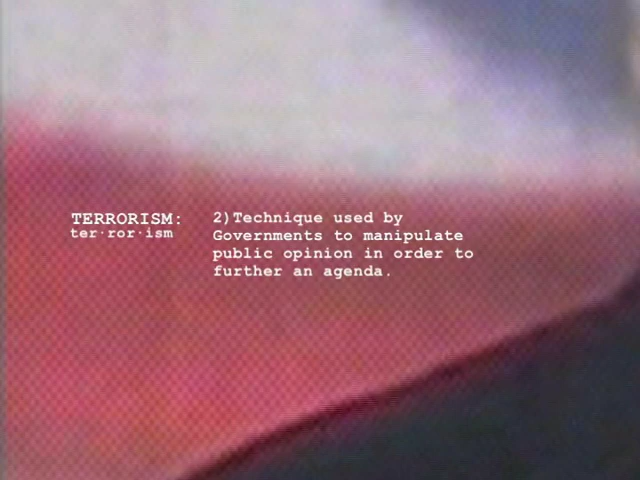 TERRORISM:
ter·ror·ism
2)Technique used by
Governments to manipulate
public opinion in order to
further an agenda.